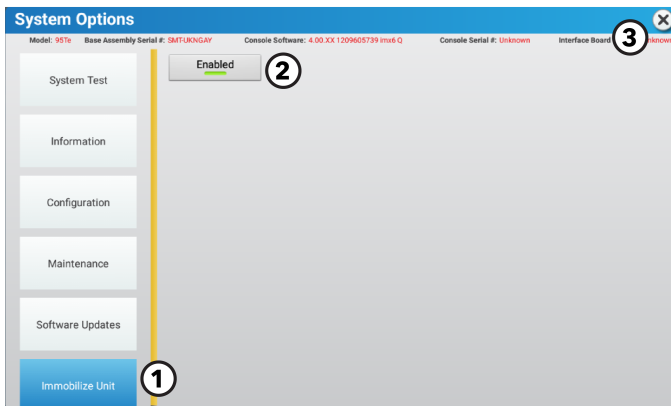 System Options
Model: 95Te Base Assembly Serial #: SMT-UKNGAY Console Software: 4.00.XX 1209605739 imx6 Q Console Serial #: Unknown Interface Board
3
Enabled
2
System Test
Information
Configuration
Maintenance
Software Updates
Immobilize Unit
1